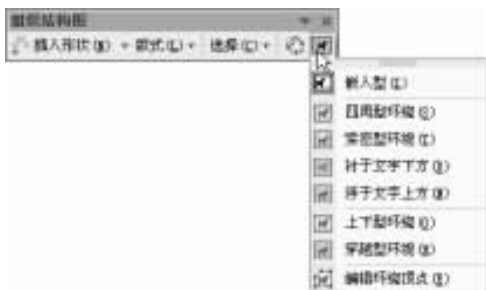 组织结构图
插入形状(N) 版式(L) 选择(C)
嵌入型(I)
四周型环绕(S)
紧密型环绕(T)
衬于文字下方(D)
浮于文字上方(N)
上下型环绕(O)
穿越型环绕(H)
编辑环绕顶点(E)